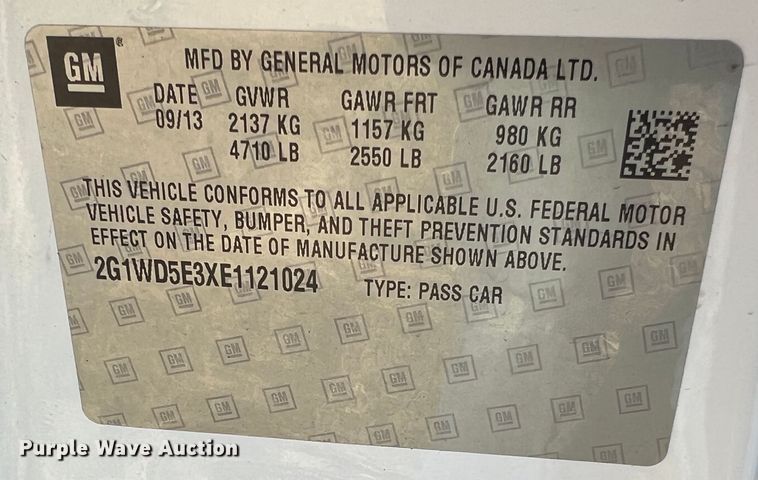 GM®
MFD BY GENERAL MOTORS OF CANADA LTD.
DATE GVWR GAWR FRT GAWR RR
09/13 2137 KG 1157 KG 980 KG
4710 LB 2550 LB 2160 LB
THIS VEHICLE CONFORMS TO ALL APPLICABLE U.S. FEDERAL MOTOR
VEHICLE SAFETY, BUMPER, AND THEFT PREVENTION STANDARDS IN
EFFECT ON THE DATE OF MANUFACTURE SHOWN ABOVE.
2G1WD5E3XE1121024 TYPE: PASS CAR
Purple Wave Auction